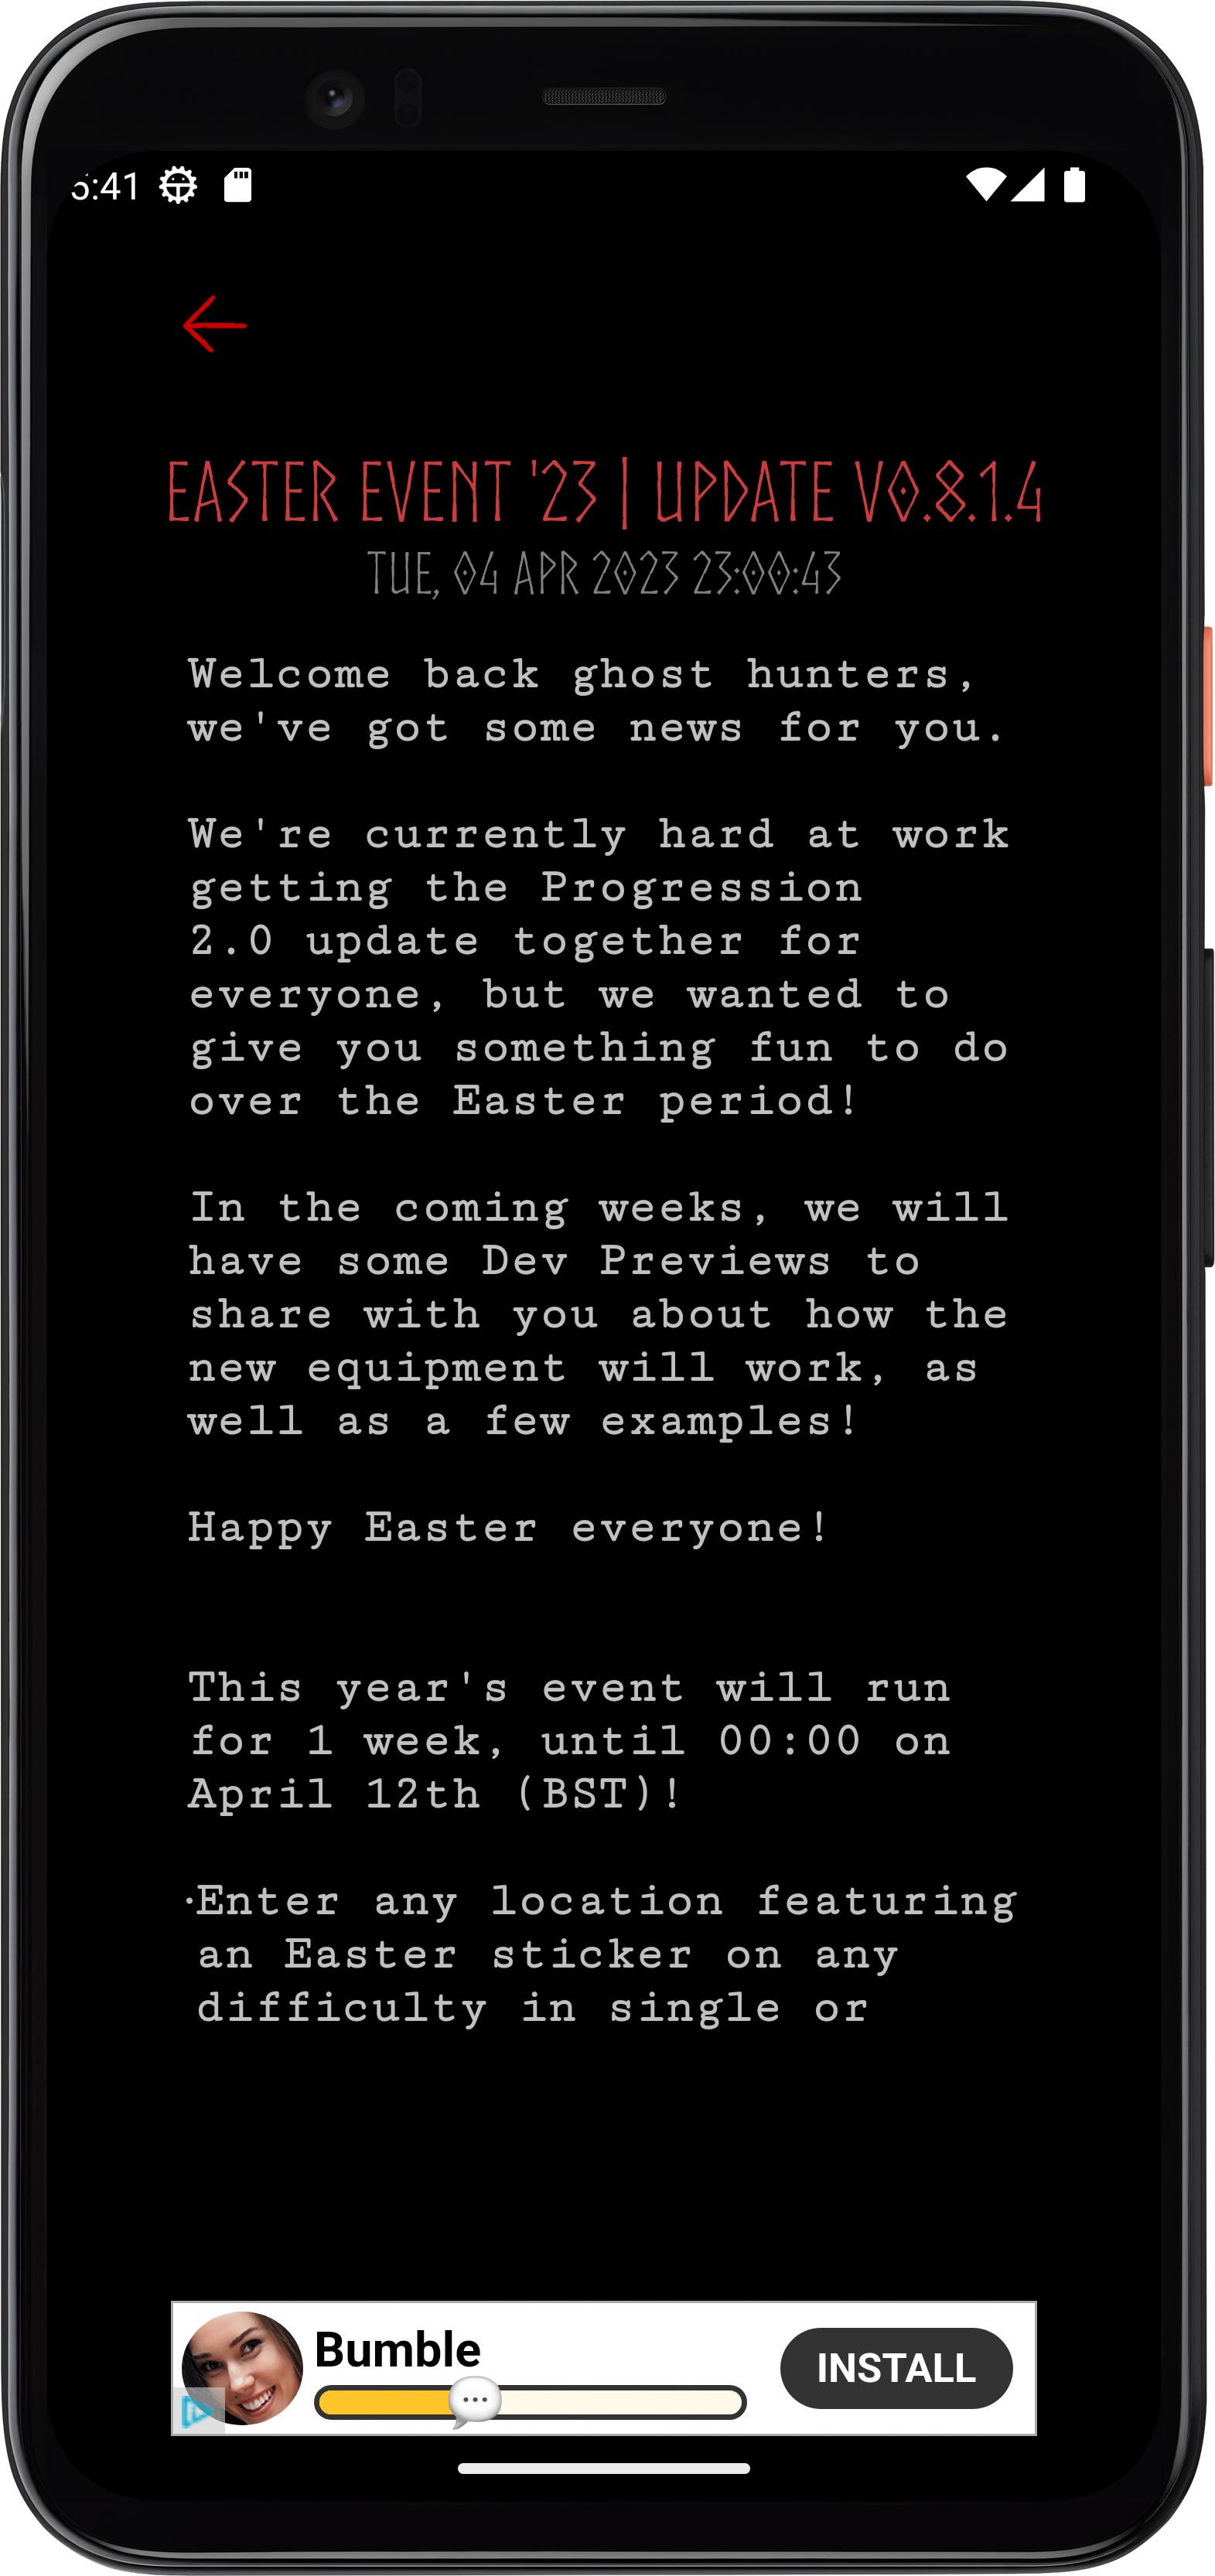 5:41
EASTER EVENT '23 | UPDATE V0.8.1.4
TUE, 04 APR 2023 23:00:43
Welcome back ghost hunters,
we've got some news for you.
We're currently hard at work
getting the Progression
2.0 update together for
everyone, but we wanted to
give you something fun to do
over the Easter period!
In the coming weeks, we will
have some Dev Previews to
share with you about how the
new equipment will work, as
well as a few examples!
Happy Easter everyone!
This year's event will run
for 1 week, until 00:00 on
April 12th (BST)!
·Enter any location featuring
an Easter sticker on any
difficulty in single or
Bumble
INSTALL